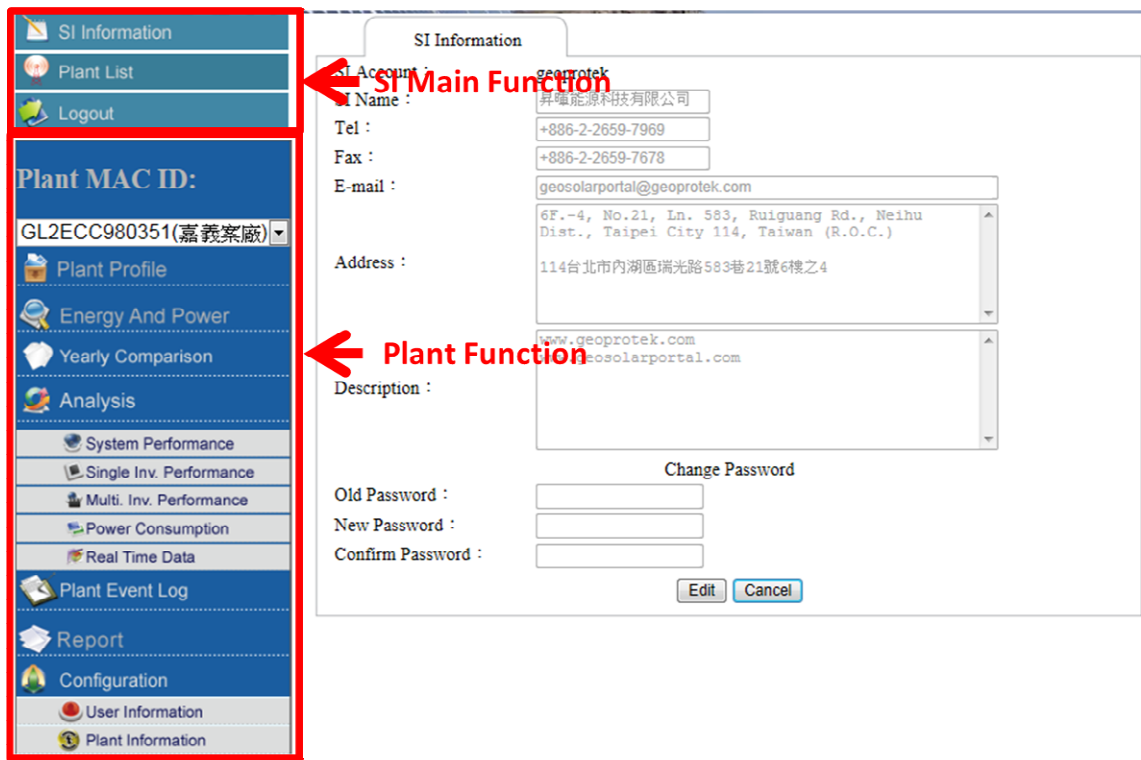 SI Information
Plant List
Logout
Plant MAC ID:
GL2ECC980351(嘉義案廠)
Plant Profile
Energy And Power
Yearly Comparison
Analysis
System Performance
Single Inv. Performance
Multi. Inv. Performance
Power Consumption
Real Time Data
Plant Event Log
Report
Configuration
User Information
Plant Information
SI Main Function
Plant Function
SI Information
SI Account： geoprotek
SI Name： 昇暉能源科技有限公司
Tel： +886-2-2659-7969
Fax： +886-2-2659-7678
E-mail： geosolarportal@geoprotek.com
Address：
6F.-4, No.21, Ln. 583, Ruiguang Rd., Neihu
Dist., Taipei City 114, Taiwan (R.O.C.)
114台北市內湖區瑞光路583巷21號6樓之4
Description：
www.geoprotek.com
www.geosolarportal.com
Change Password
Old Password：
New Password：
Confirm Password：
Edit Cancel